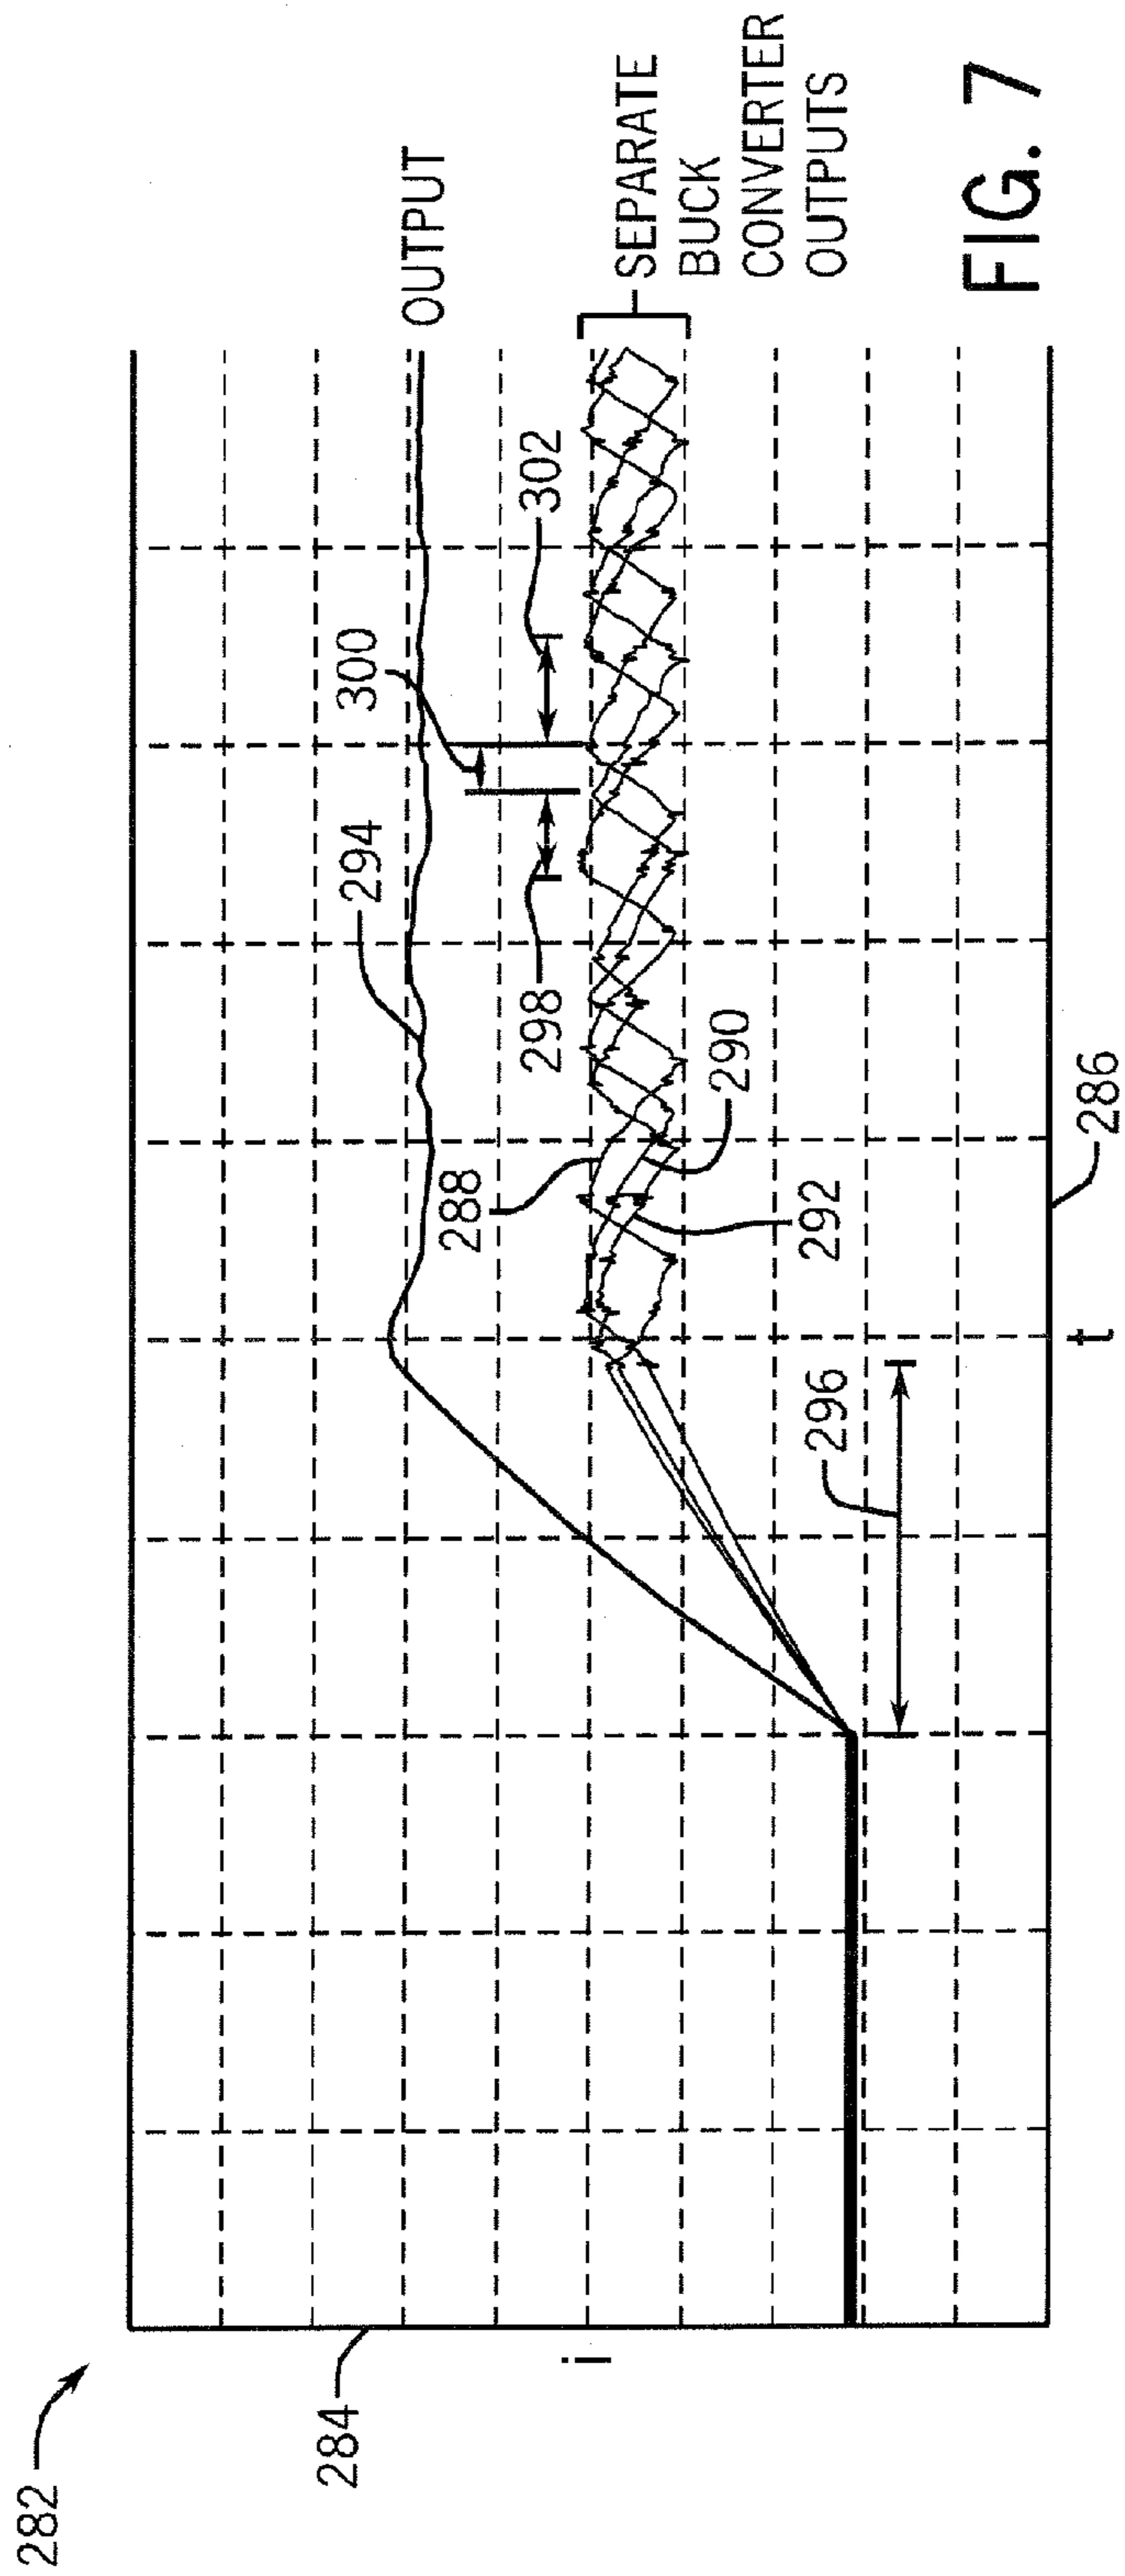 282
284
i
OUTPUT
294
300
302
298
288
290
292
296
SEPARATE
BUCK
CONVERTER
OUTPUTS
286
t
FIG. 7